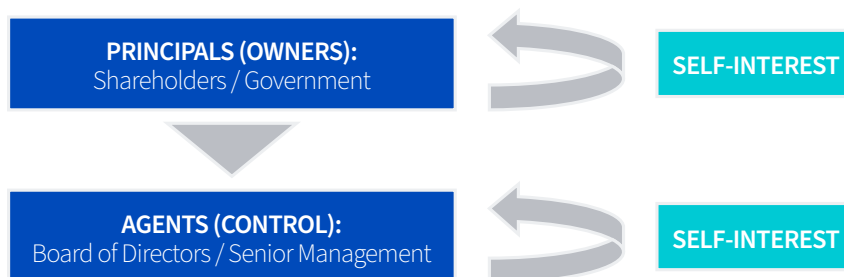 PRINCIPALS (OWNERS):
Shareholders / Government
SELF-INTEREST
AGENTS (CONTROL):
Board of Directors / Senior Management
SELF-INTEREST